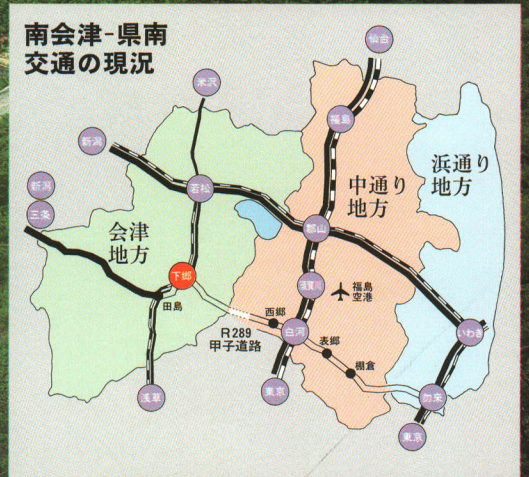 南会津-県南
交通の現況
仙台
米沢
福島
新潟
浜通り
地方
若松
中通り
地方
新潟
三条
会津
地方
郡山
下郷
須賀川
福島
空港
田島
西郷
R289
甲子道路
白河
表郷
いわき
棚倉
浅草
東京
勿来
東京